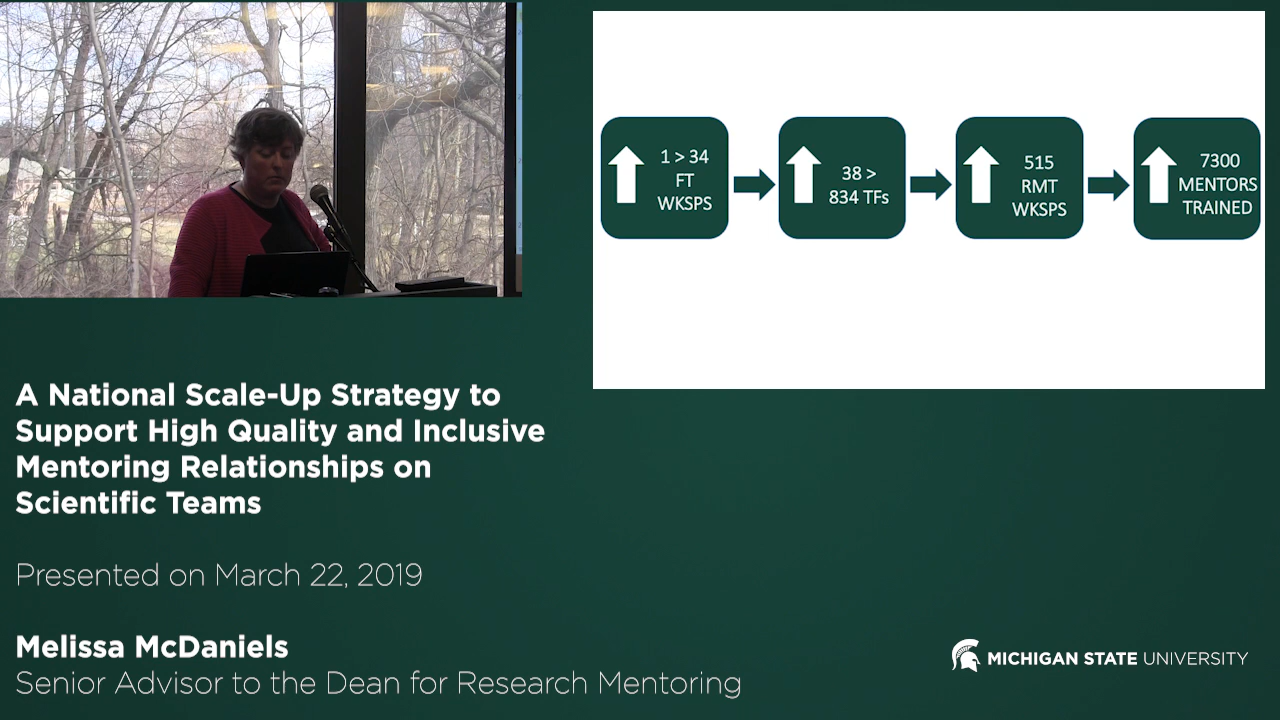 1 > 34
FT
WKSPS
38 >
834 TFs
515
RMT
WKSPS
7300
MENTORS
TRAINED
A National Scale-Up Strategy to
Support High Quality and Inclusive
Mentoring Relationships on
Scientific Teams
Presented on March 22, 2019
Melissa McDaniels
Senior Advisor to the Dean for Research Mentoring
MICHIGAN STATE UNIVERSITY